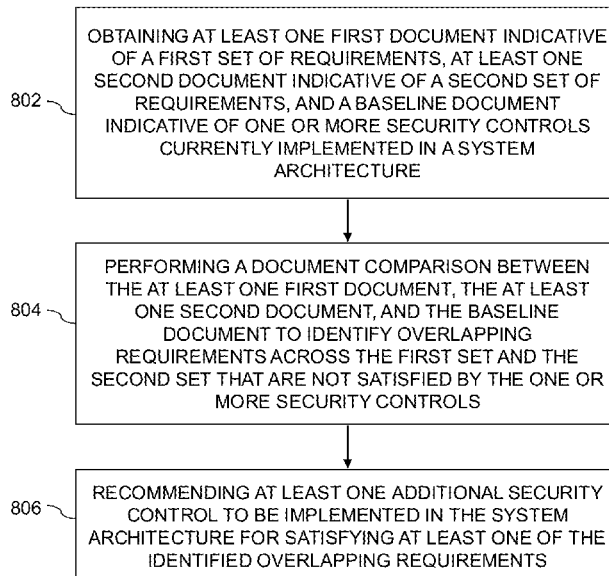 802
OBTAINING AT LEAST ONE FIRST DOCUMENT INDICATIVE
OF A FIRST SET OF REQUIREMENTS, AT LEAST ONE
SECOND DOCUMENT INDICATIVE OF A SECOND SET OF
REQUIREMENTS, AND A BASELINE DOCUMENT
INDICATIVE OF ONE OR MORE SECURITY CONTROLS
CURRENTLY IMPLEMENTED IN A SYSTEM
ARCHITECTURE
804
PERFORMING A DOCUMENT COMPARISON BETWEEN
THE AT LEAST ONE FIRST DOCUMENT, THE AT LEAST
ONE SECOND DOCUMENT, AND THE BASELINE
DOCUMENT TO IDENTIFY OVERLAPPING
REQUIREMENTS ACROSS THE FIRST SET AND THE
SECOND SET THAT ARE NOT SATISFIED BY THE ONE OR
MORE SECURITY CONTROLS
806
RECOMMENDING AT LEAST ONE ADDITIONAL SECURITY
CONTROL TO BE IMPLEMENTED IN THE SYSTEM
ARCHITECTURE FOR SATISFYING AT LEAST ONE OF THE
IDENTIFIED OVERLAPPING REQUIREMENTS